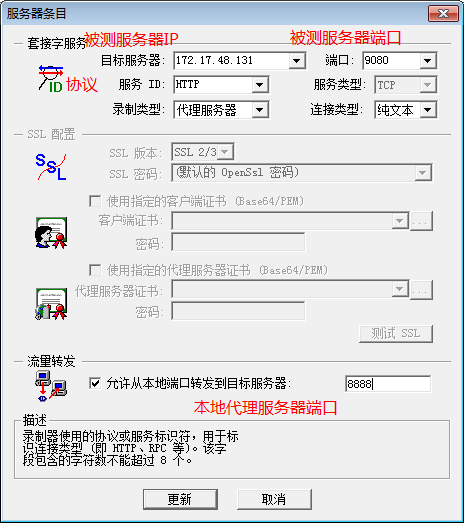 服务器条目
套接字服务
被测服务器IP
被测服务器端口
目标服务器: 172.17.48.131 端口: 9080
协议
服务 ID: HTTP 服务类型: TCP
录制类型: 代理服务器 连接类型: 纯文本
SSL 配置
SSL 版本: SSL 2/3
SSL 密码: (默认的 OpenSsl 密码)
使用指定的客户端证书 (Base64/PEM)
客户端证书: ...
密码:
使用指定的代理服务器证书 (Base64/PEM)
代理服务器证书: ...
密码:
测试 SSL
流量转发
允许从本地端口转发到目标服务器: 8888
本地代理服务器端口
描述
录制器使用的协议或服务标识符，用于标
识连接类型 (即 HTTP、RPC 等)。该字
段包含的字符数不能超过 8 个。
更新 取消